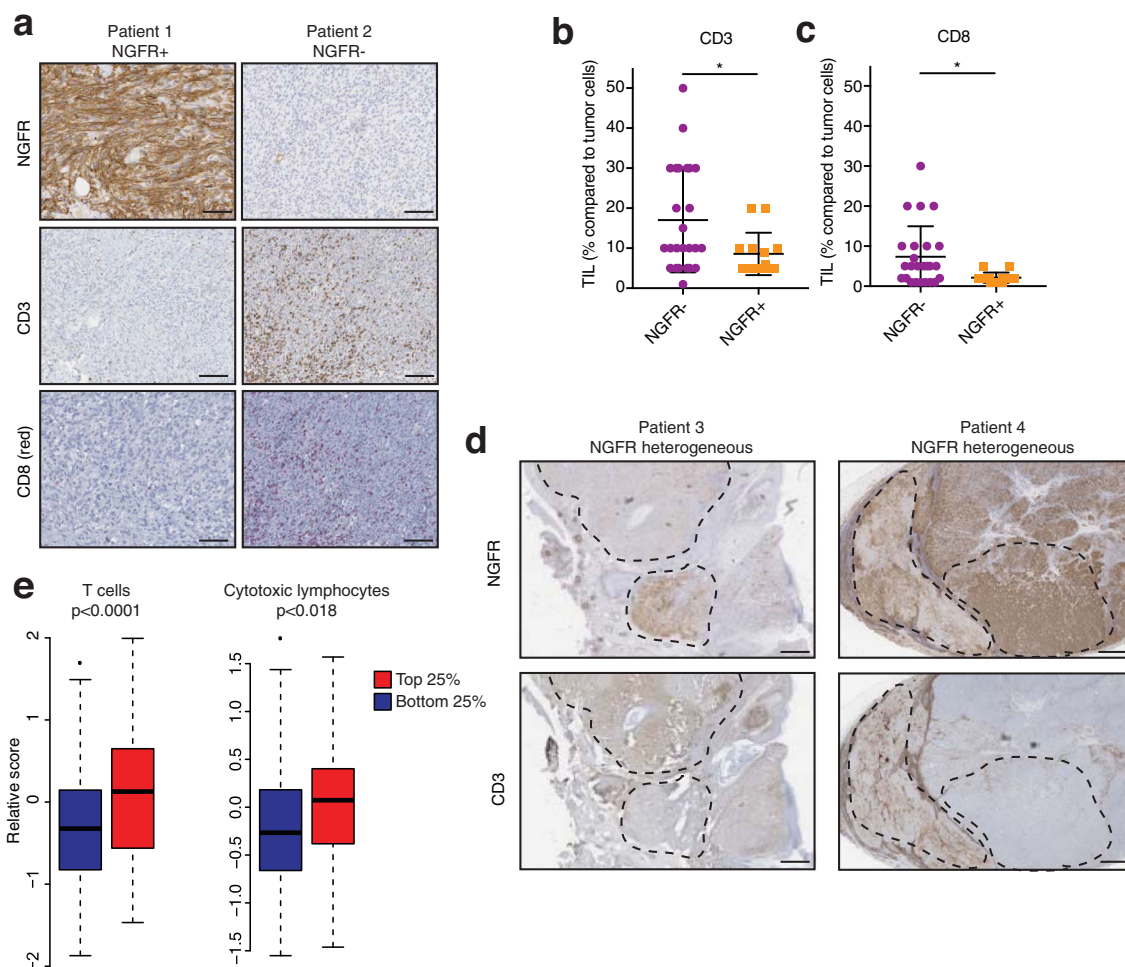 a
Patient 1
NGFR+
Patient 2
NGFR-
NGFR
CD3
CD8 (red)
b
CD3
*
TIL (% compared to tumor cells)
50
40
30
20
10
0
NGFR-
NGFR+
c
CD8
*
TIL (% compared to tumor cells)
50
40
30
20
10
0
NGFR-
NGFR+
d
Patient 3
NGFR heterogeneous
Patient 4
NGFR heterogeneous
NGFR
CD3
e
T cells
p<0.0001
Relative score
2
1
0
−1
−2
Cytotoxic lymphocytes
p<0.018
1.5
1.0
0.5
0.0
−0.5
−1.0
−1.5
Top 25%
Bottom 25%